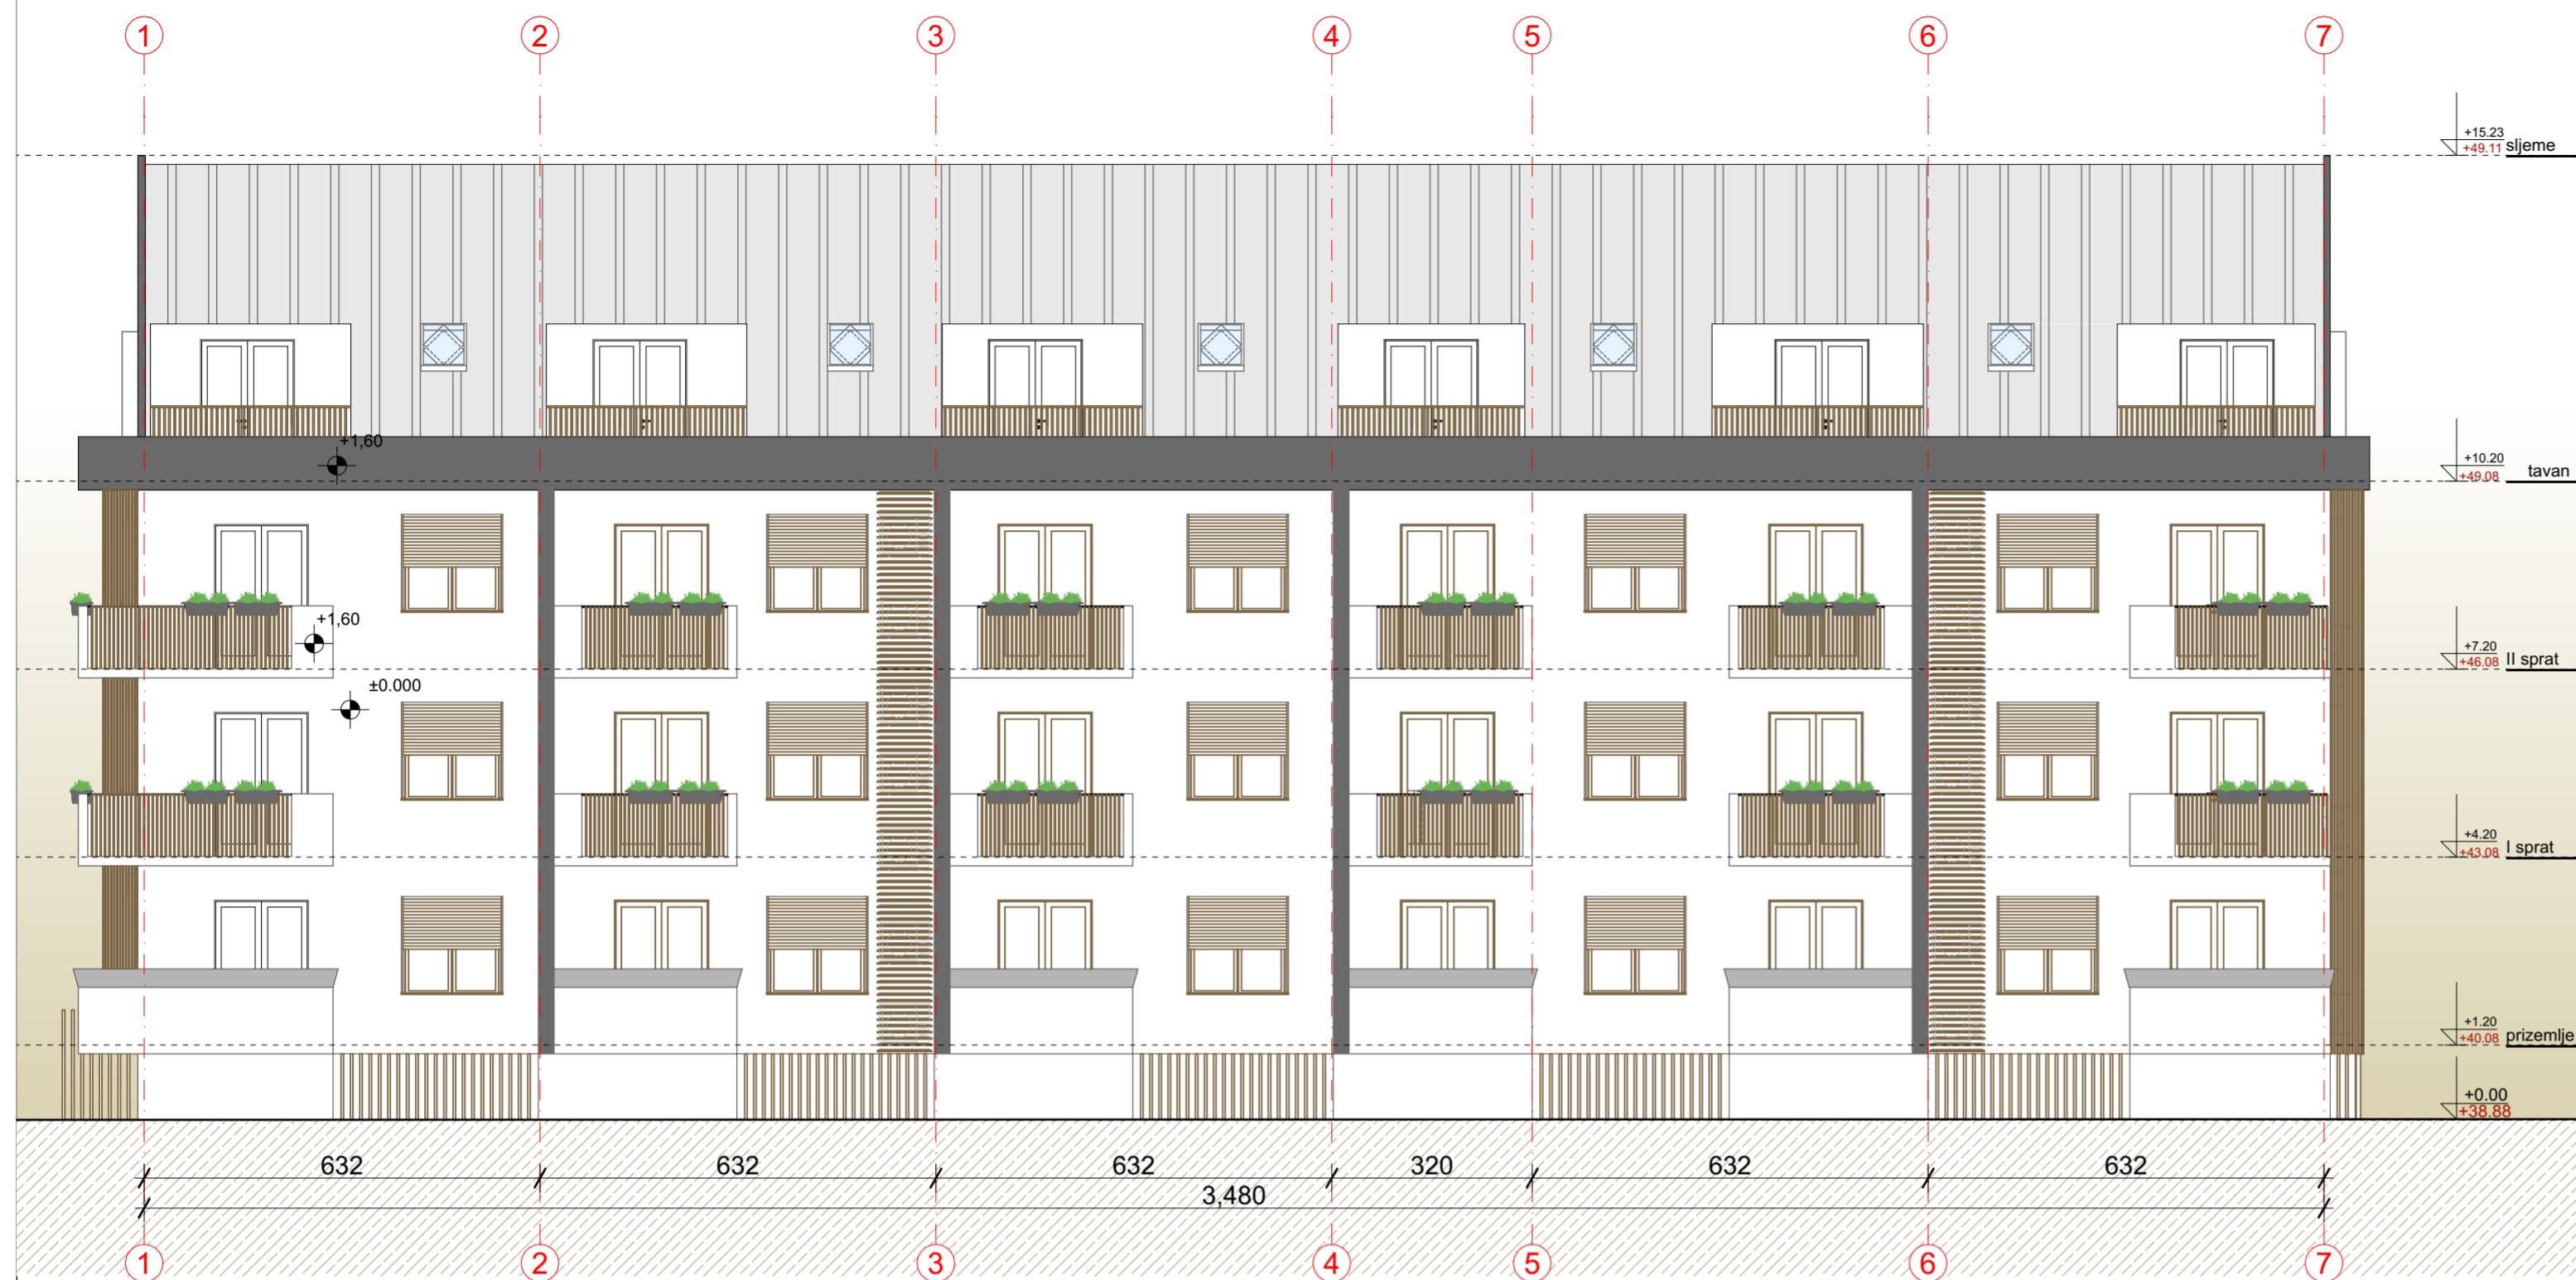 1 2 3 4 5 6 7
+15.23
+49.11 sljeme
+1,60
+10.20
+49.08 tavan
+1,60
+7.20
+46.08 II sprat
±0.000
+4.20
+43.08 I sprat
+1.20
+40.08 prizemlje
+0.00
+38.88
632 632 632 320 632 632
3,480
1 2 3 4 5 6 7